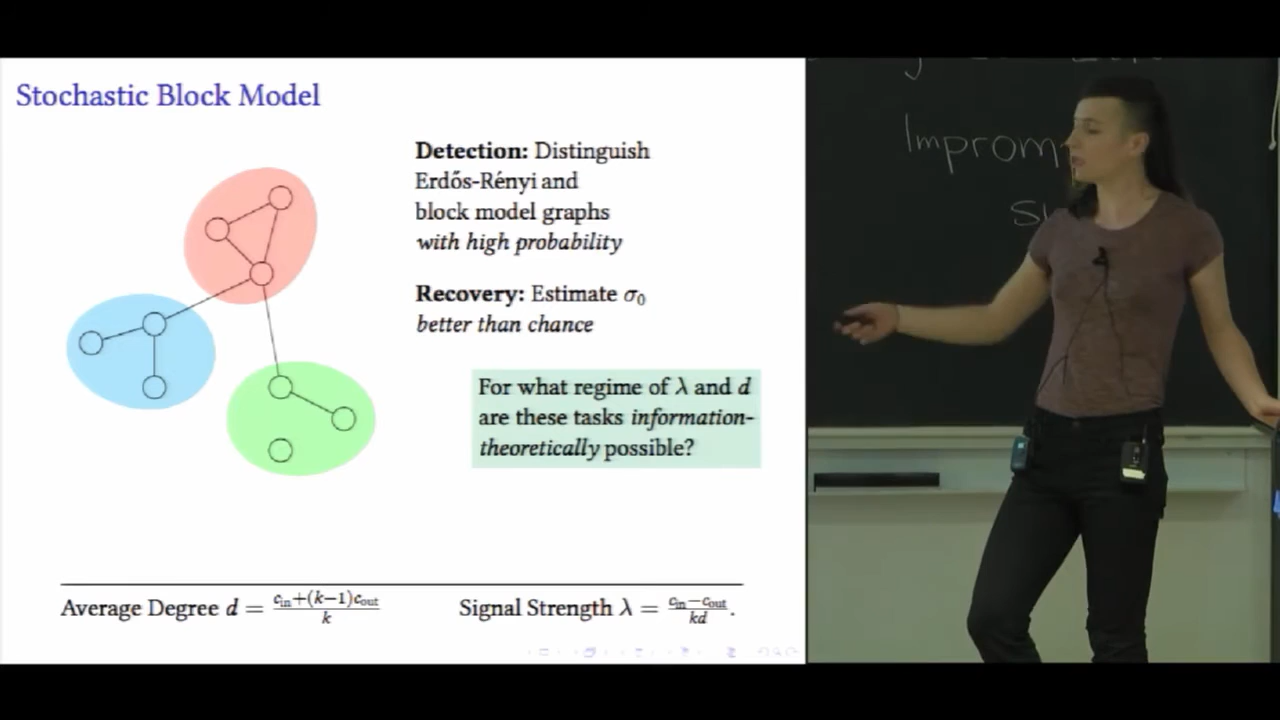 Stochastic Block Model
Detection: Distinguish
Erdős-Rényi and
block model graphs
with high probability
Recovery: Estimate σ₀
better than chance
For what regime of λ and d
are these tasks information-
theoretically possible?
Average Degree d = (c_in+(k−1)c_out)/k
Signal Strength λ = (c_in−c_out)/(kd).
Improm